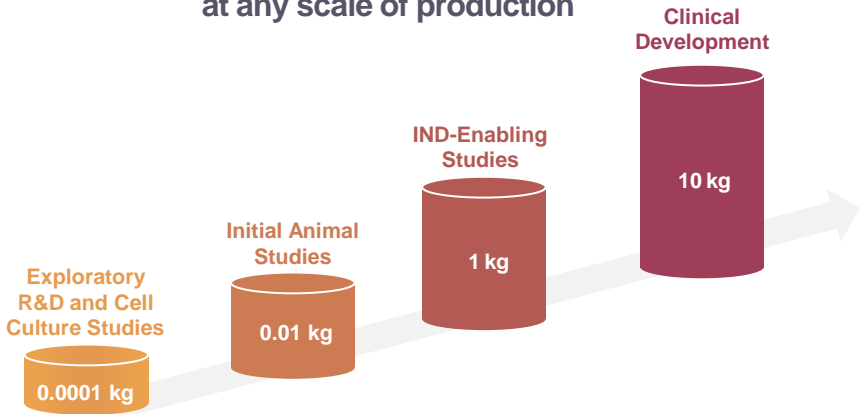 at any scale of production
Clinical
Development
10 kg
IND-Enabling
Studies
1 kg
Initial Animal
Studies
0.01 kg
Exploratory
R&D and Cell
Culture Studies
0.0001 kg